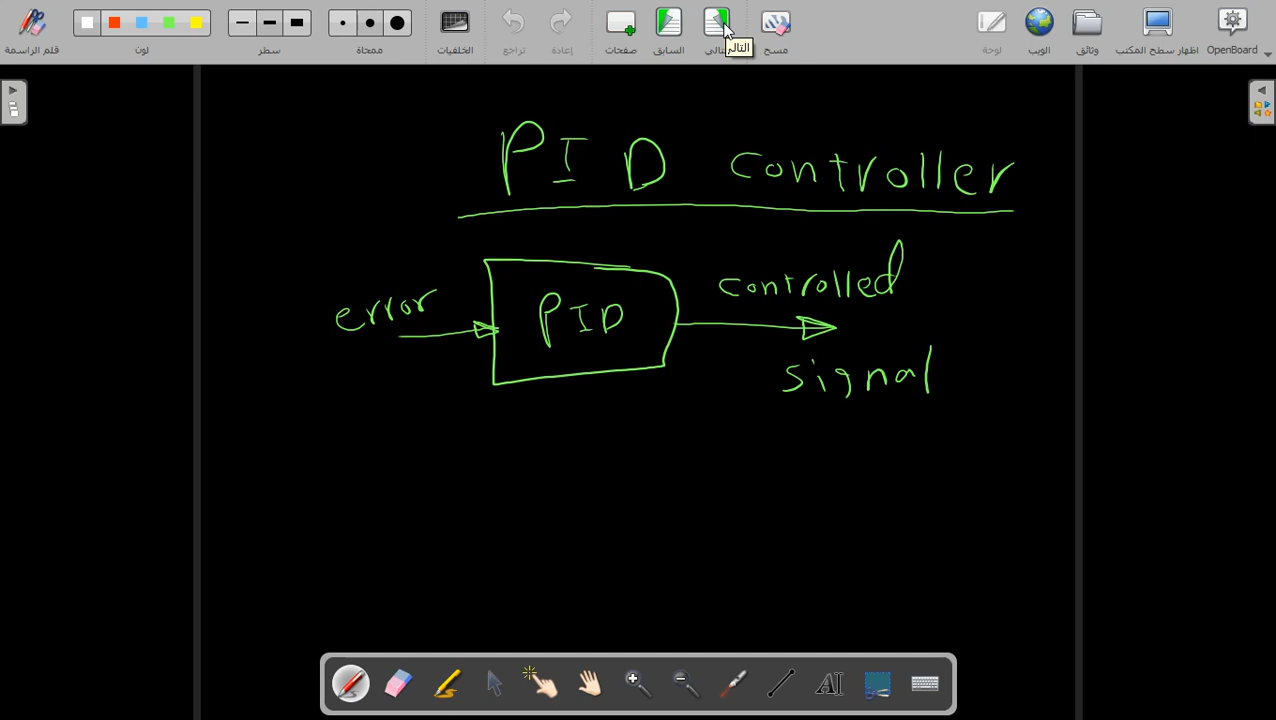 قلم الراسمة
لون
سطر
ممحاة
الخلفيات
تراجع
إعادة
صفحات
السابق
التالي
مسح
لوحة
الويب
وثائق
اظهار سطح المكتب
OpenBoard
PID controller
error
PID
controlled
signal
AI